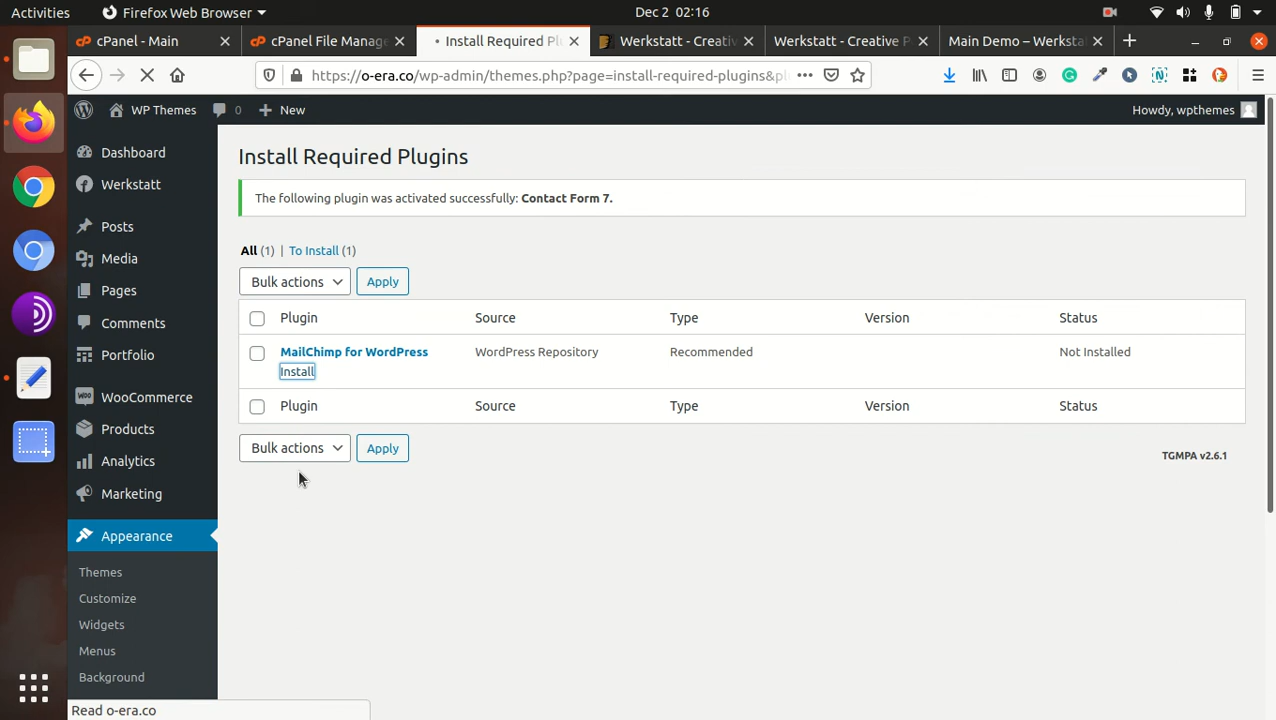 Activities
Firefox Web Browser
Dec 2 02:16
cPanel - Main
cPanel File Manage
Install Required Pl
Werkstatt - Creativ
Werkstatt - Creative P
Main Demo – Werksta
https://o-era.co/wp-admin/themes.php?page=install-required-plugins&pl
WP Themes
0
New
Howdy, wpthemes
Dashboard
Werkstatt
Posts
Media
Pages
Comments
Portfolio
WooCommerce
Products
Analytics
Marketing
Appearance
Themes
Customize
Widgets
Menus
Background
Install Required Plugins
The following plugin was activated successfully: Contact Form 7.
All (1) | To Install (1)
Bulk actions
Apply
Plugin Source Type Version Status
MailChimp for WordPress WordPress Repository Recommended Not Installed
Install
Plugin Source Type Version Status
Bulk actions
Apply
TGMPA v2.6.1
Read o-era.co